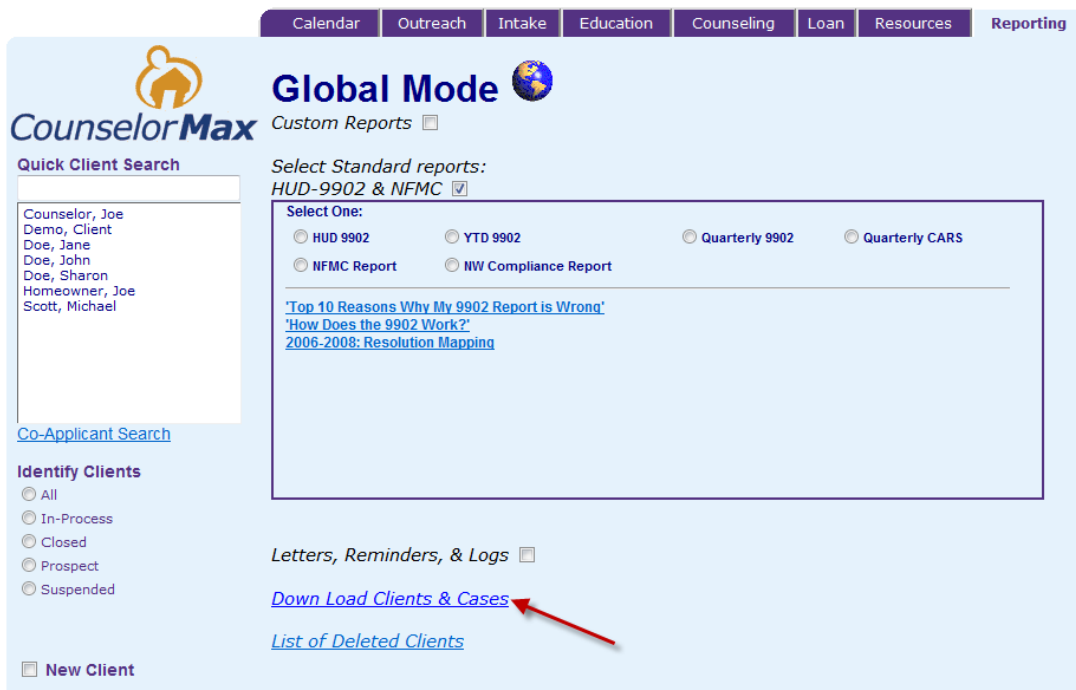 Calendar Outreach Intake Education Counseling Loan Resources Reporting
CounselorMax
Quick Client Search
Counselor, Joe
Demo, Client
Doe, Jane
Doe, John
Doe, Sharon
Homeowner, Joe
Scott, Michael
Co-Applicant Search
Identify Clients
All
In-Process
Closed
Prospect
Suspended
New Client
Global Mode
Custom Reports
Select Standard reports:
HUD-9902 & NFMC
Select One:
HUD 9902 YTD 9902 Quarterly 9902 Quarterly CARS
NFMC Report NW Compliance Report
'Top 10 Reasons Why My 9902 Report is Wrong'
'How Does the 9902 Work?'
2006-2008: Resolution Mapping
Letters, Reminders, & Logs
Down Load Clients & Cases
List of Deleted Clients